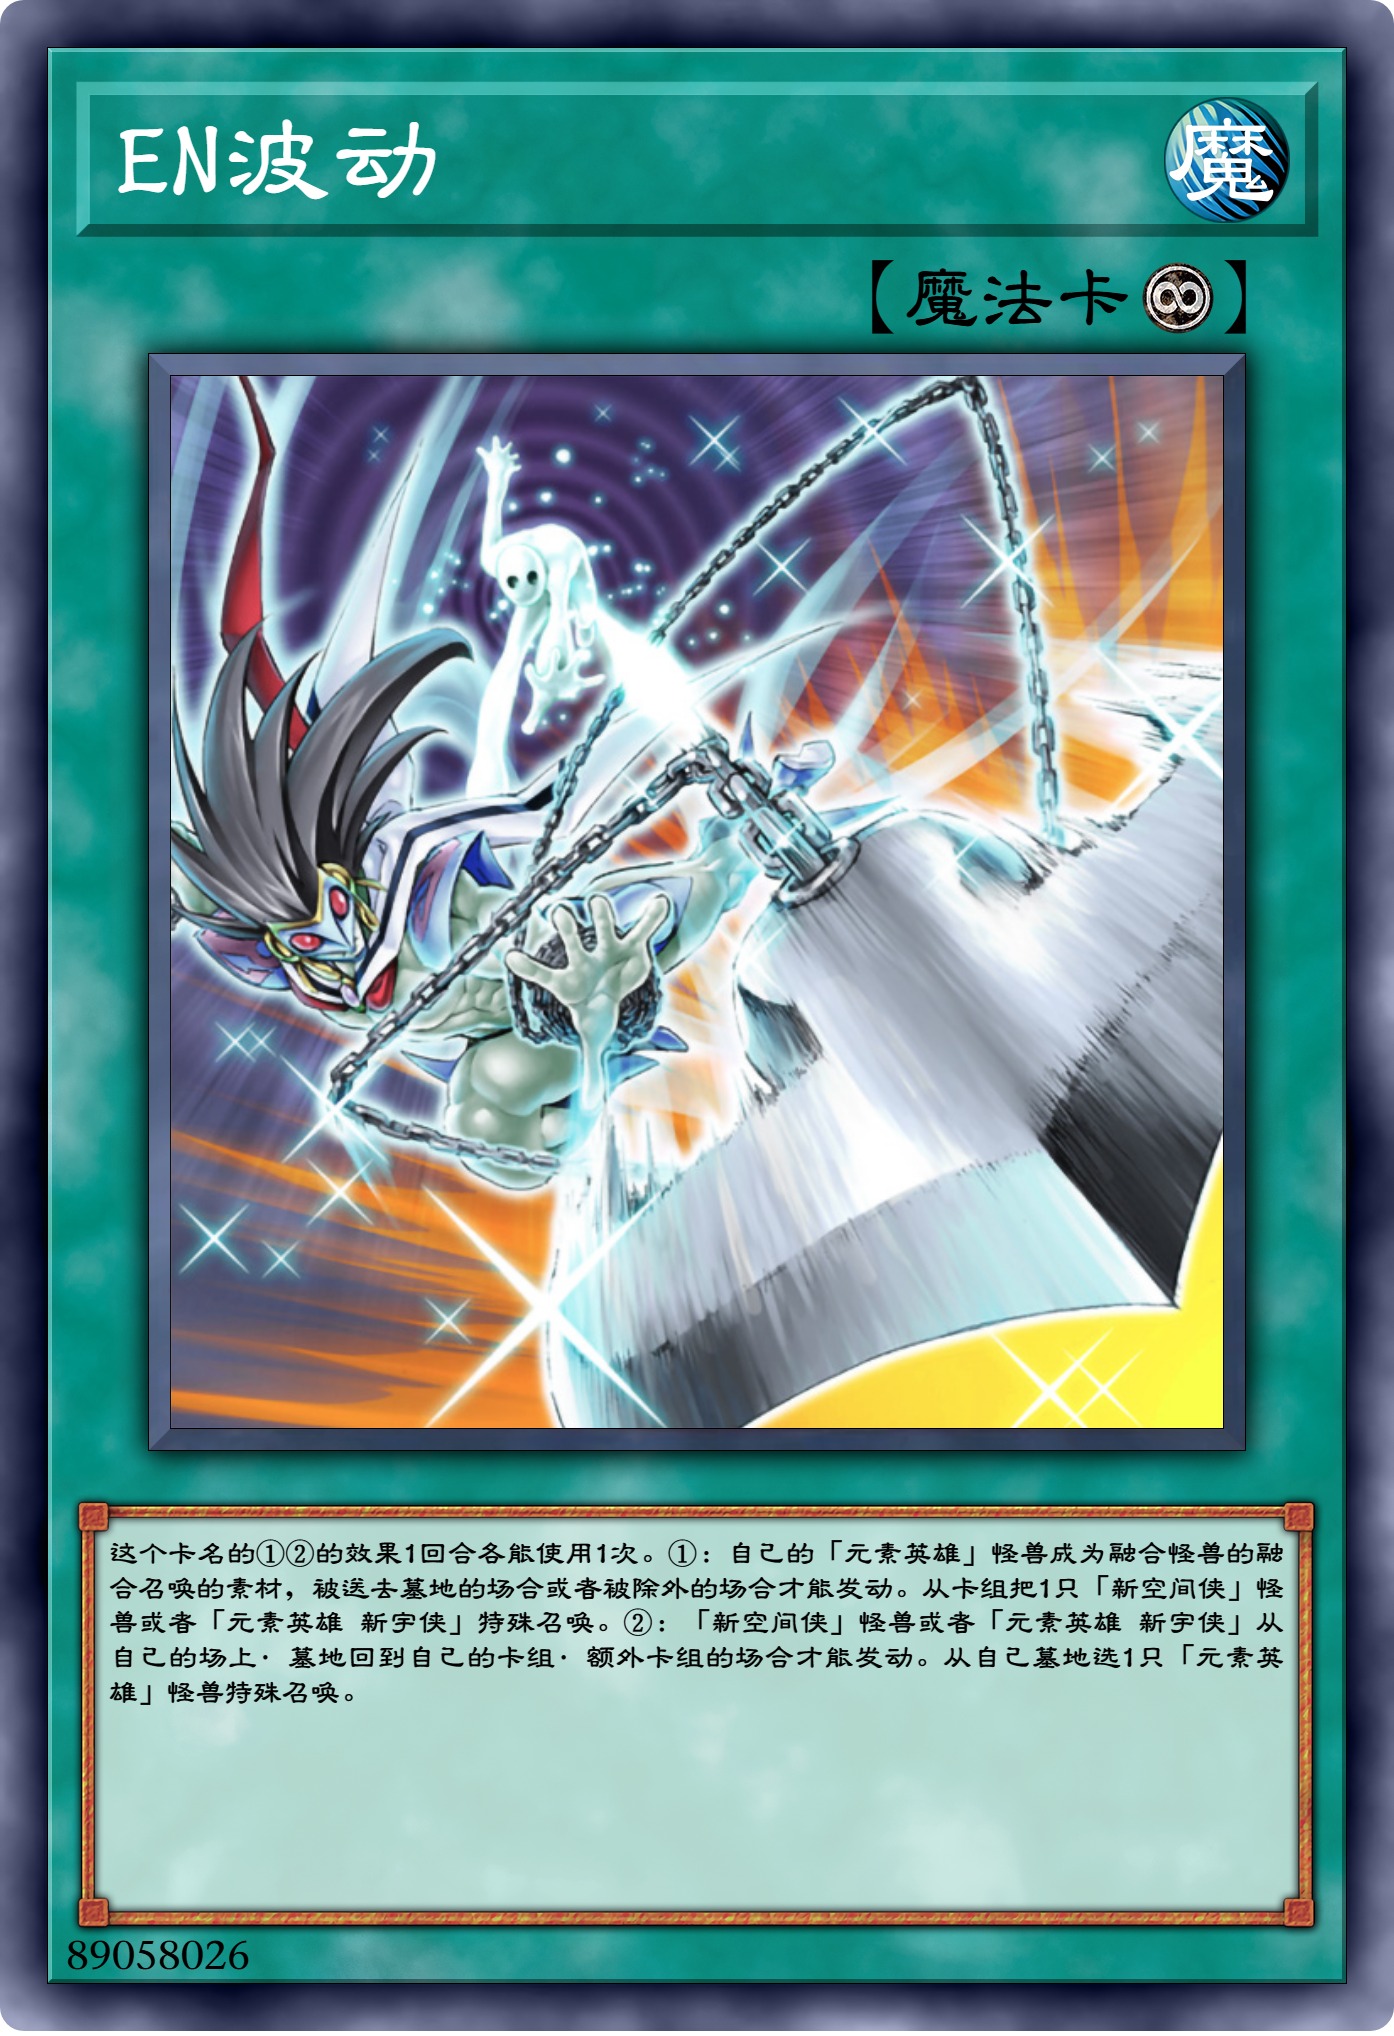 EN波动
魔
【魔法卡】
这个卡名的①②的效果1回合各能使用1次。①：自己的「元素英雄」怪兽成为融合怪兽的融
合召唤的素材，被送去墓地的场合或者被除外的场合才能发动。从卡组把1只「新空间侠」怪
兽或者「元素英雄 新宇侠」特殊召唤。②：「新空间侠」怪兽或者「元素英雄 新宇侠」从
自己的场上·墓地回到自己的卡组·额外卡组的场合才能发动。从自己墓地选1只「元素英
雄」怪兽特殊召唤。
89058026